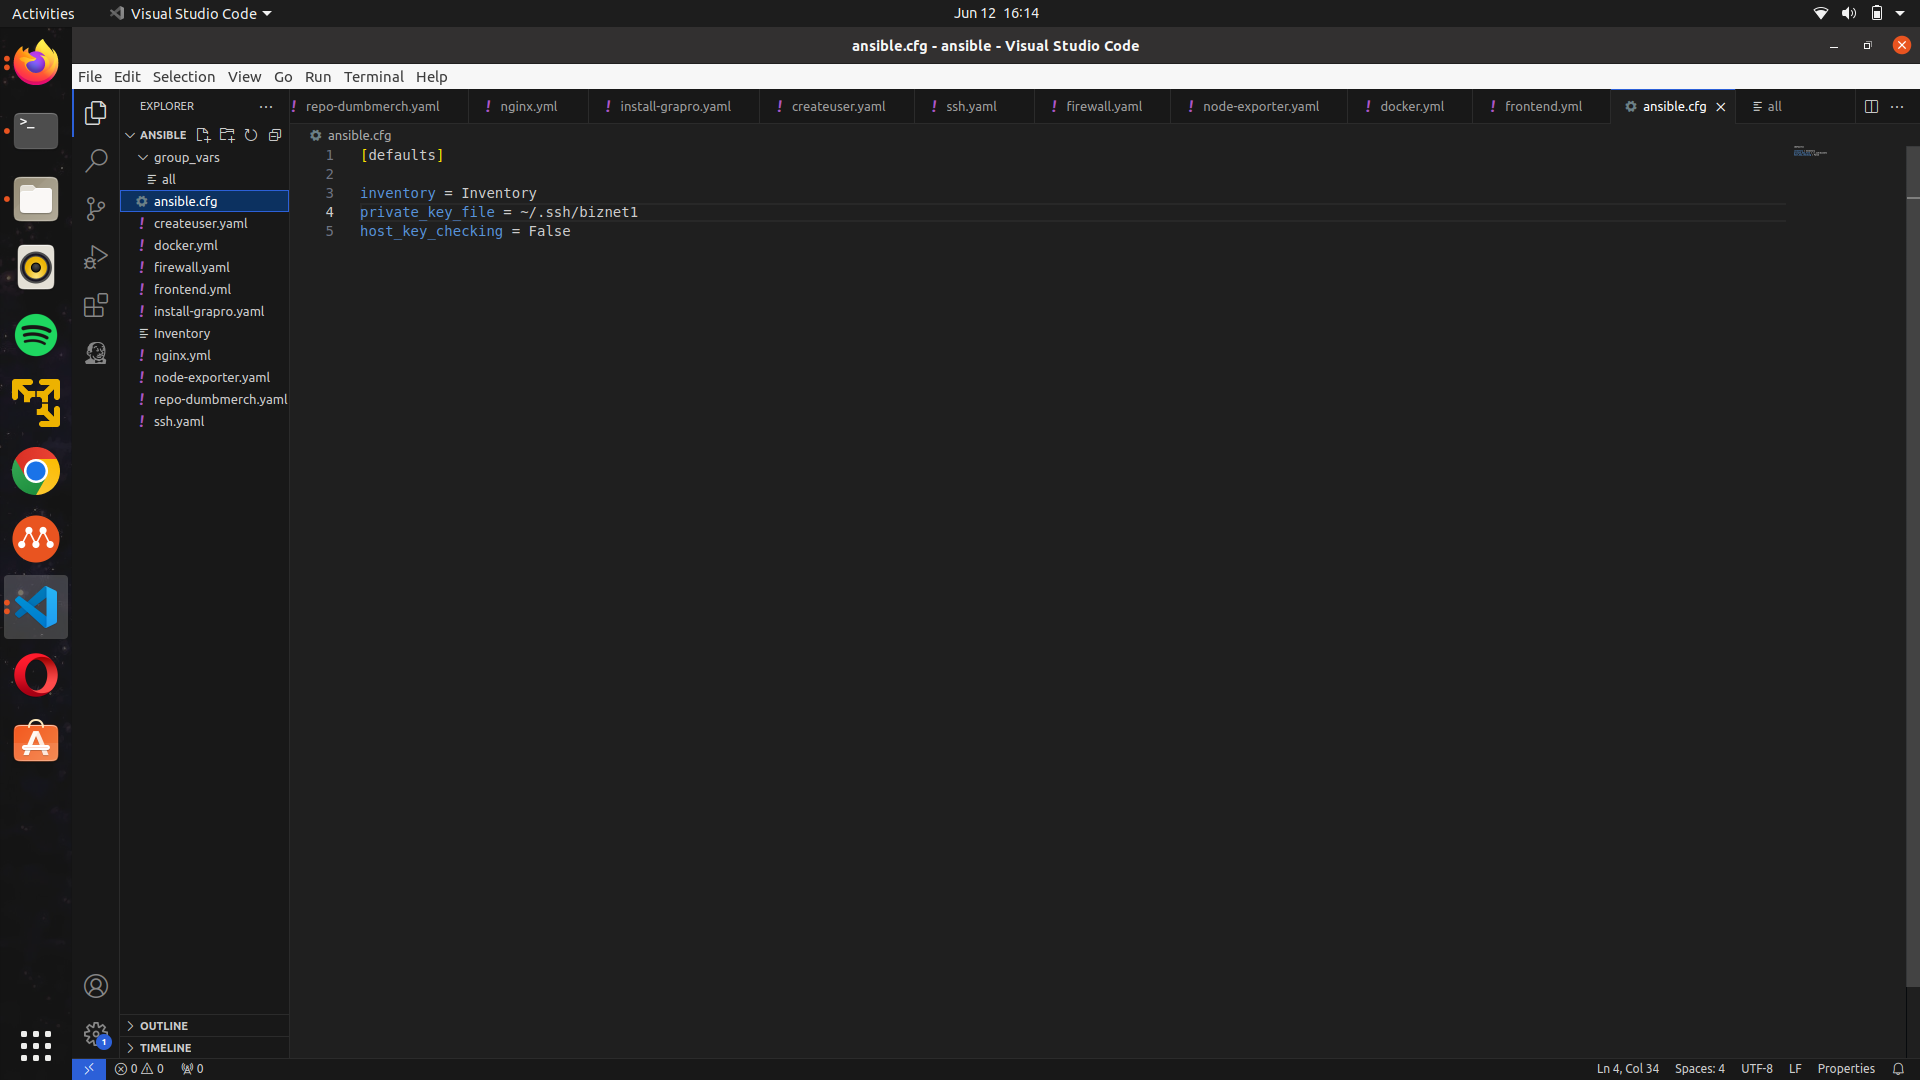 Activities
Visual Studio Code
Jun 12 16:14
ansible.cfg - ansible - Visual Studio Code
File Edit Selection View Go Run Terminal Help
EXPLORER
repo-dumbmerch.yaml
nginx.yml
install-grapro.yaml
createuser.yaml
ssh.yaml
firewall.yaml
node-exporter.yaml
docker.yml
frontend.yml
ansible.cfg
all
ANSIBLE
group_vars
all
ansible.cfg
createuser.yaml
docker.yml
firewall.yaml
frontend.yml
install-grapro.yaml
Inventory
nginx.yml
node-exporter.yaml
repo-dumbmerch.yaml
ssh.yaml
OUTLINE
TIMELINE
ansible.cfg
1 [defaults]
2
3 inventory = Inventory
4 private_key_file = ~/.ssh/biznet1
5 host_key_checking = False
1
0 0 0
Ln 4, Col 34 Spaces: 4 UTF-8 LF Properties